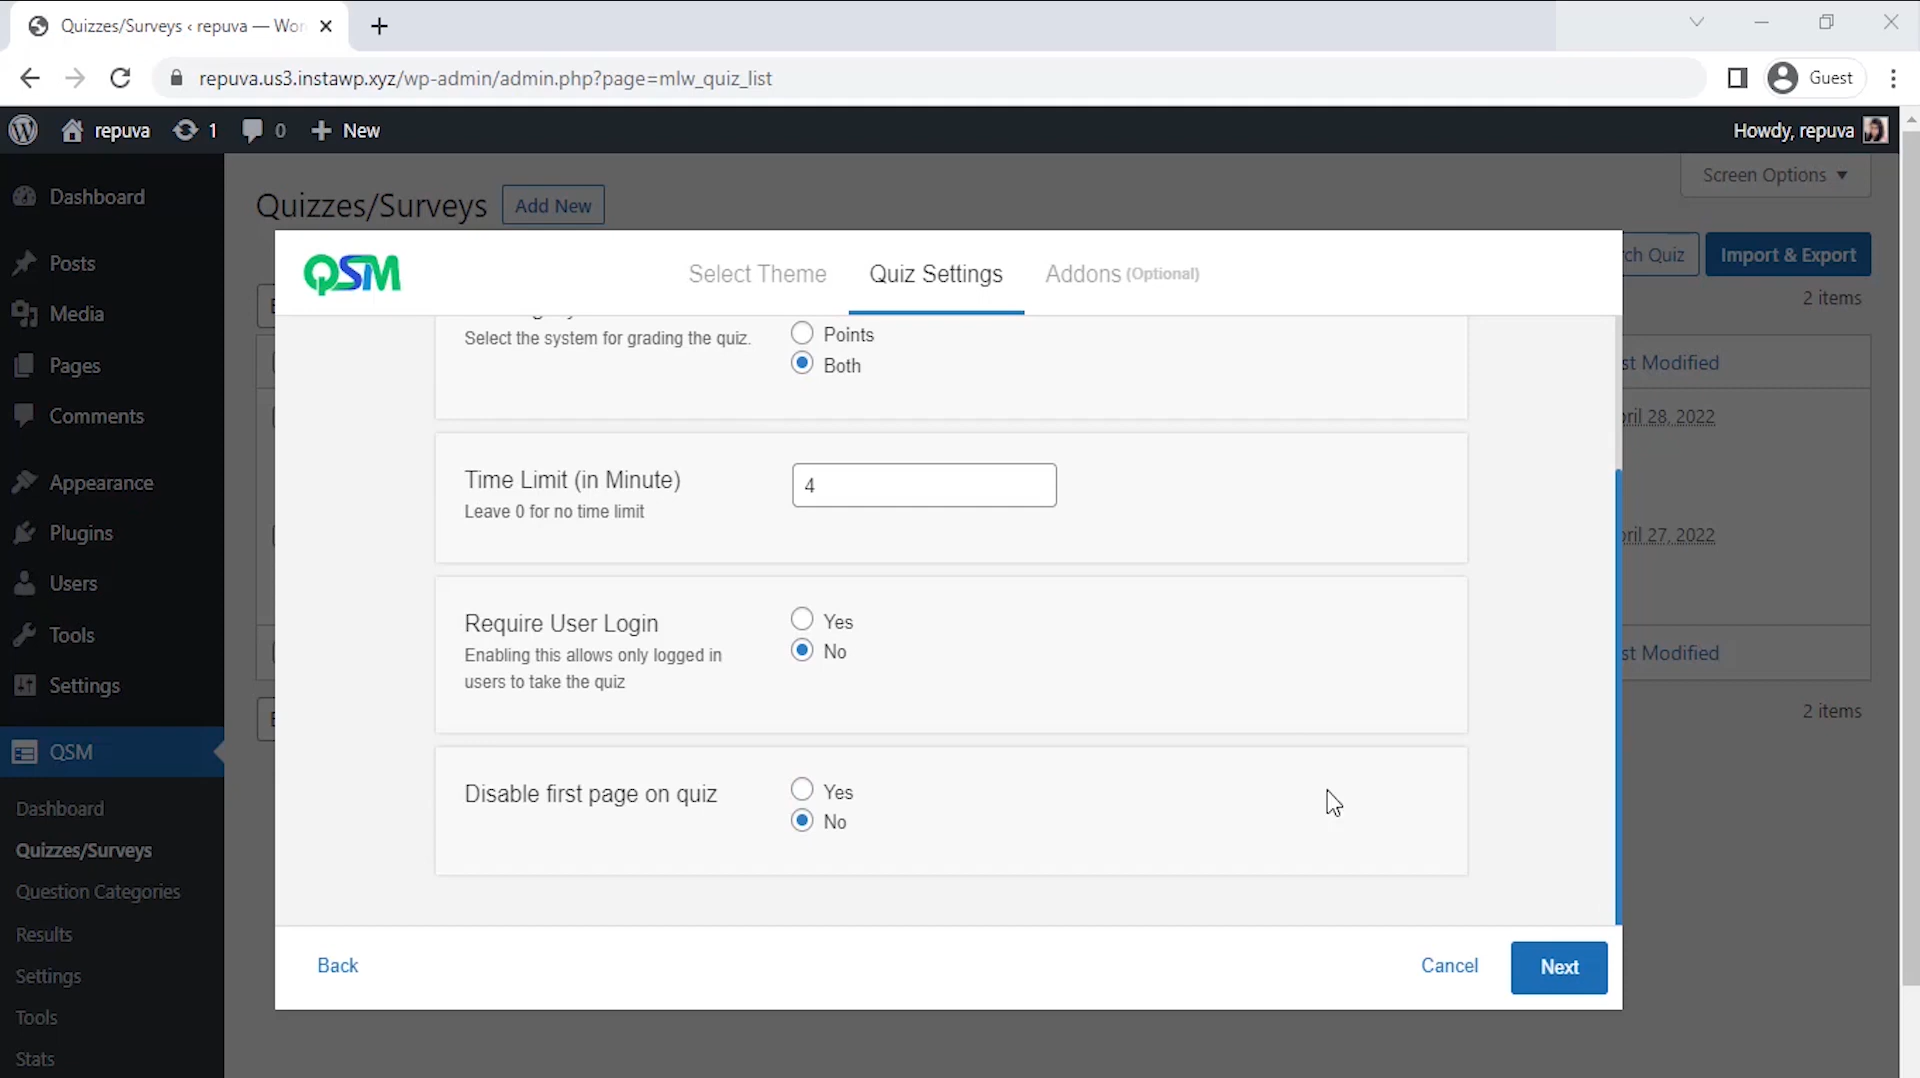 Quizzes/Surveys ‹ repuva — Wor
repuva.us3.instawp.xyz/wp-admin/admin.php?page=mlw_quiz_list
Guest
repuva
1
0
New
Howdy, repuva
Dashboard
Posts
Media
Pages
Comments
Appearance
Plugins
Users
Tools
Settings
QSM
Dashboard
Quizzes/Surveys
Question Categories
Results
Settings
Tools
Stats
Quizzes/Surveys
Add New
Screen Options
rch Quiz
Import & Export
2 items
st Modified
ril 28, 2022
ril 27, 2022
st Modified
2 items
QSM
Select Theme
Quiz Settings
Addons (Optional)
Select the system for grading the quiz.
Points
Both
Time Limit (in Minute)
Leave 0 for no time limit
4
Require User Login
Enabling this allows only logged in
users to take the quiz
Yes
No
Disable first page on quiz
Yes
No
Back
Cancel
Next